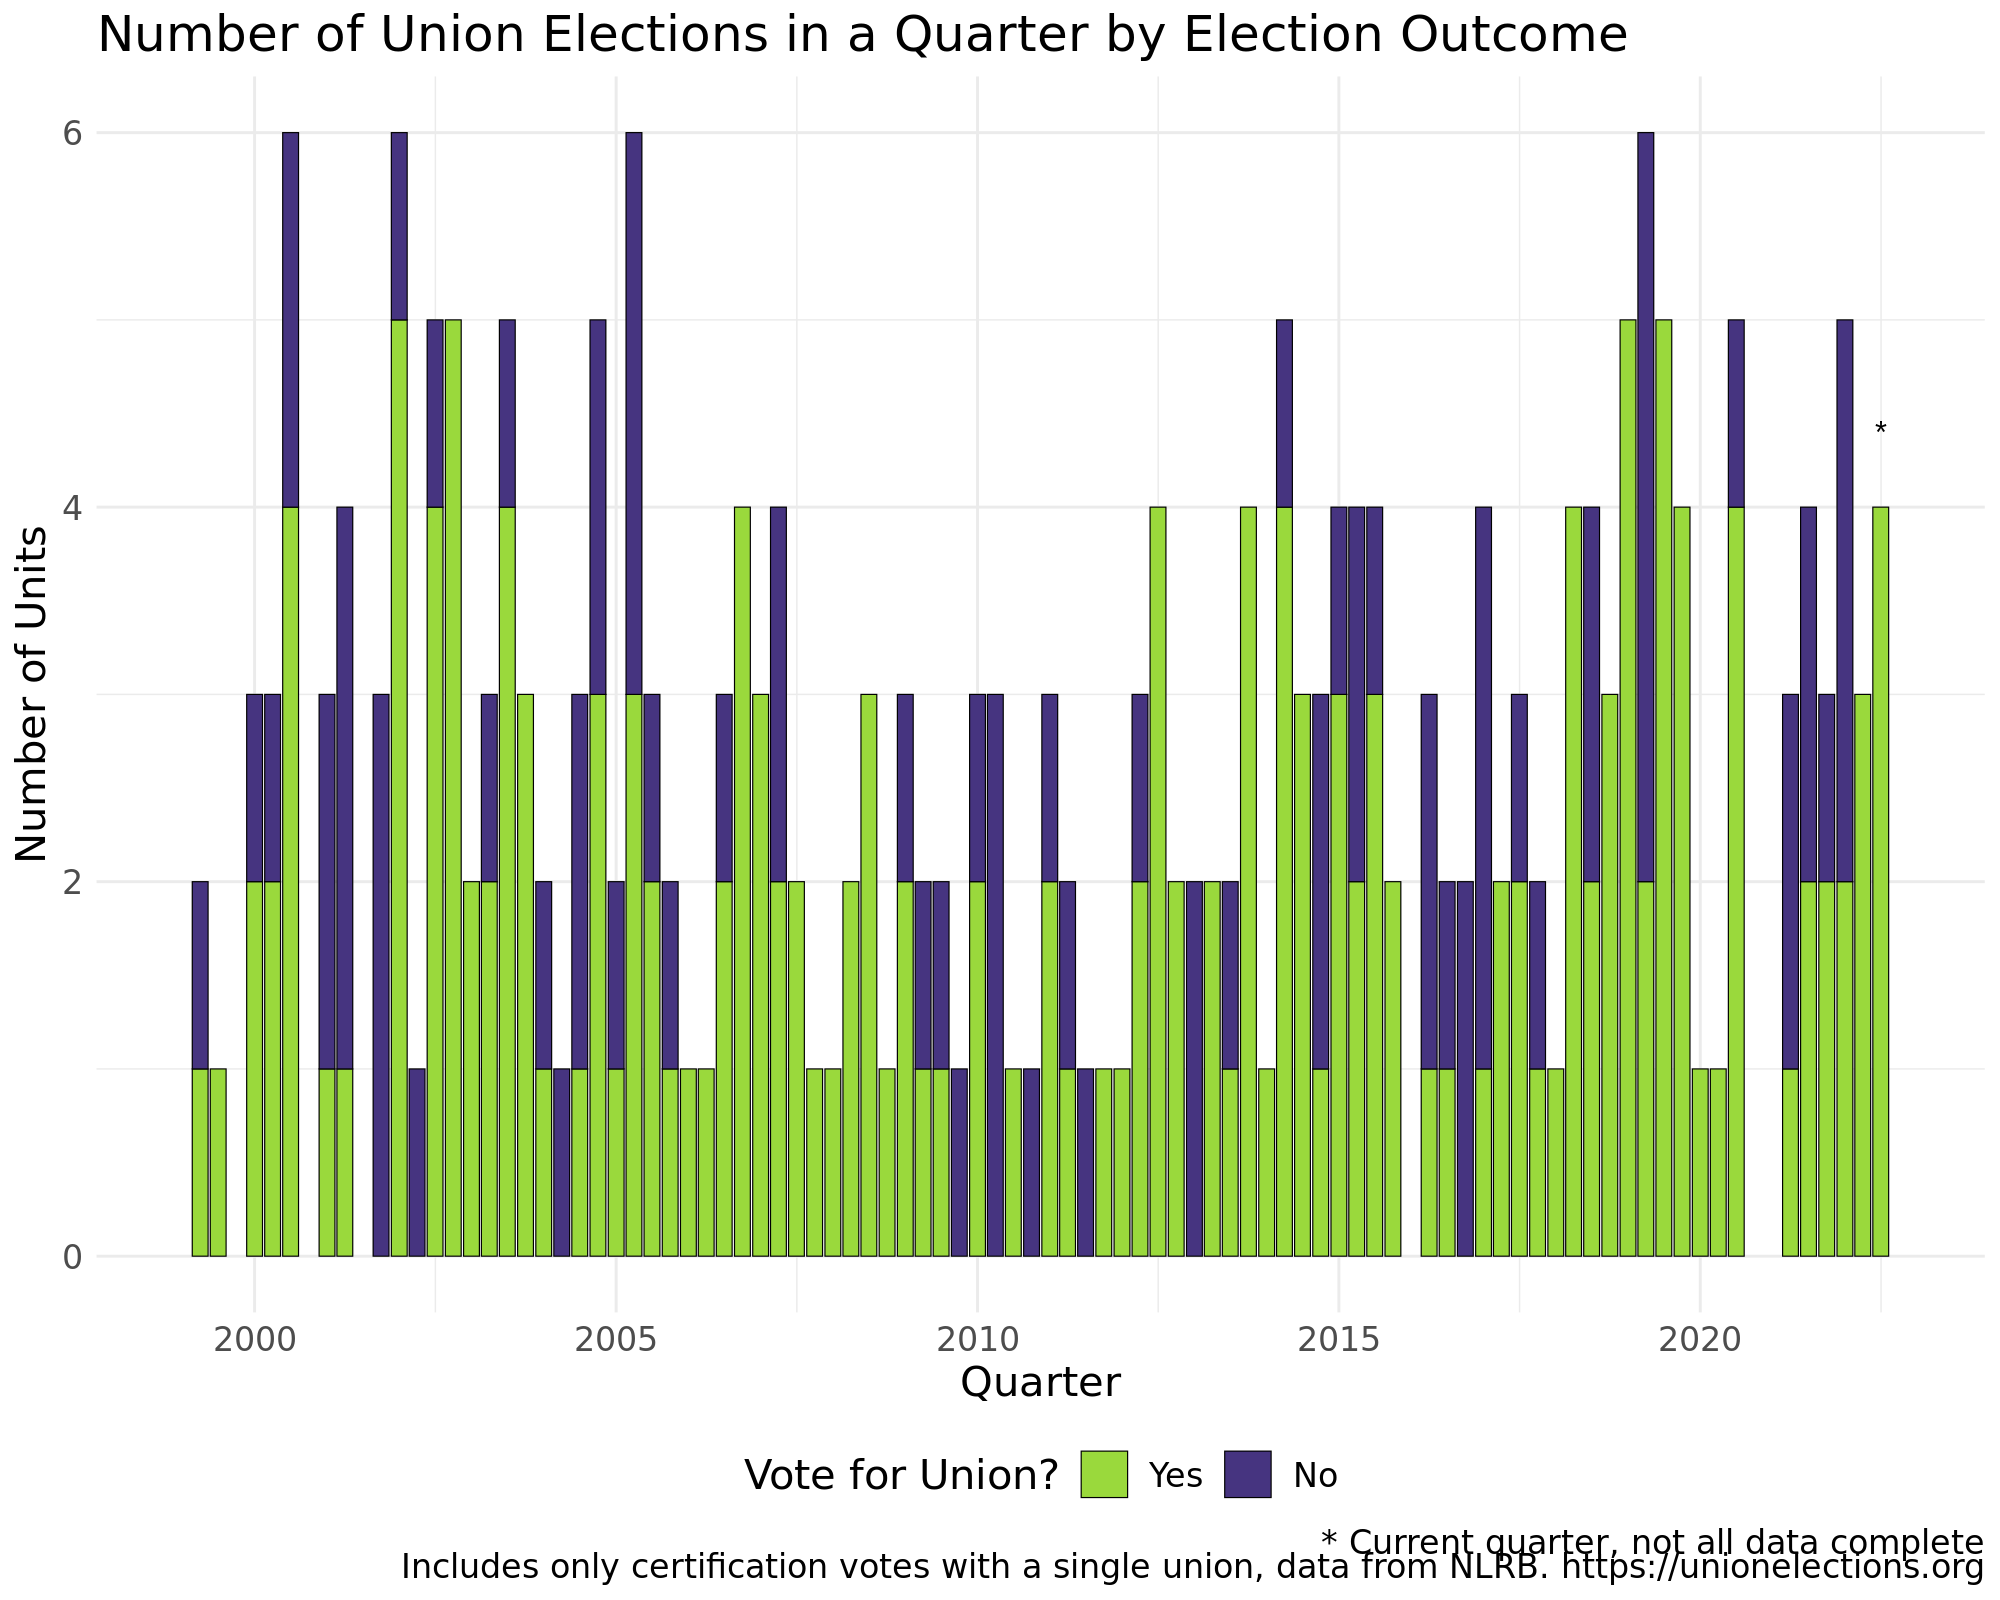 Number of Union Elections in a Quarter by Election Outcome
6
4
2
0
Number of Units
*
2000 2005 2010 2015 2020
Quarter
Vote for Union? Yes No
* Current quarter, not all data complete
Includes only certification votes with a single union, data from NLRB. https://unionelections.org